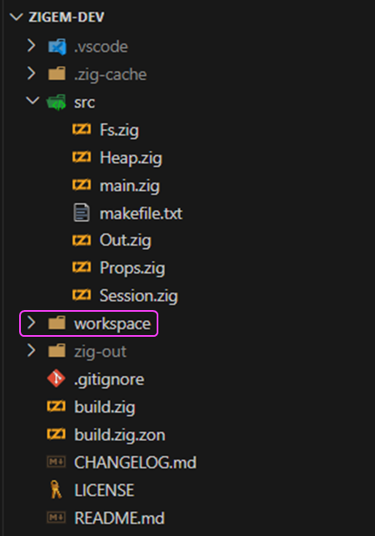 ZIGEM-DEV
.vscode
.zig-cache
src
Fs.zig
Heap.zig
main.zig
makefile.txt
Out.zig
Props.zig
Session.zig
workspace
zig-out
.gitignore
build.zig
build.zig.zon
CHANGELOG.md
LICENSE
README.md